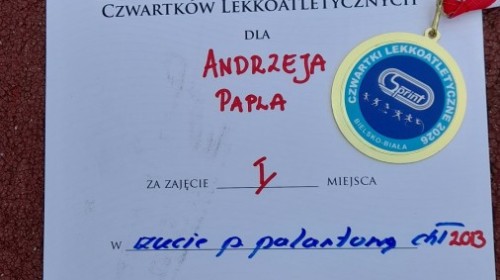 CZWARTKÓW LEKKOATLETYCZNYCH
DLA
ANDRZEJA
PAPLA
CZWARTKI LEKKOATLETYCZNE 2026
Sprint
BIELSKO-BIAŁA
ZA ZAJĘCIE I MIEJSCA
W rzucie p palantową chł 2013